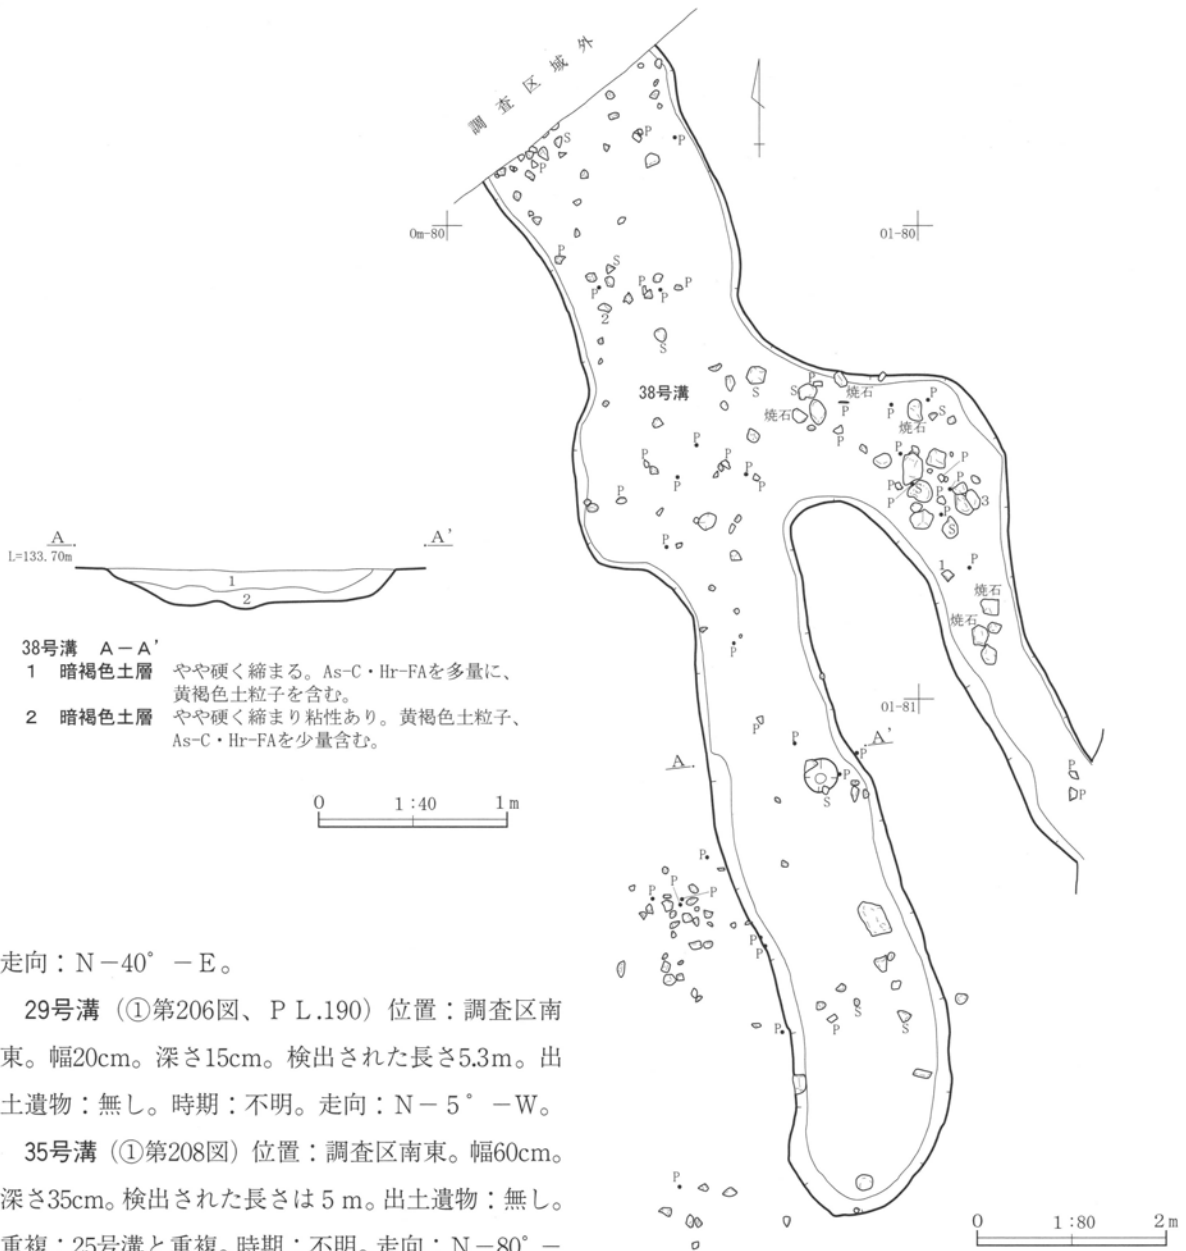 調査区域外
Om-80
O1-80
38号溝
焼石
焼石
焼石
焼石
焼石
O1-81
S
P
P
S
P
P
S
P
P
P
P
2
S
S
S
P
P
P
P
S
P
P
P
P
P
P
P
P
S
P
P
3
S
P
1
P
P
P
P
P
S
P
P
P
P
P
P
P
P
P
P
S
S
P
A
A'
L=133.70m
1
2
38号溝 A－A'
1 暗褐色土層 やや硬く締まる。As-C・Hr-FAを多量に、
黄褐色土粒子を含む。
2 暗褐色土層 やや硬く締まり粘性あり。黄褐色土粒子、
As-C・Hr-FAを少量含む。
0 1:40 1m
A
A'
走向：N－40°－E。
29号溝（①第206図、PL.190）位置：調査区南
東。幅20cm。深さ15cm。検出された長さ5.3m。出
土遺物：無し。時期：不明。走向：N－5°－W。
35号溝（①第208図）位置：調査区南東。幅60cm。
深さ35cm。検出された長さは5m。出土遺物：無し。
重複：25号溝と重複。時期：不明。走向：N－80°－
0 1:80 2m